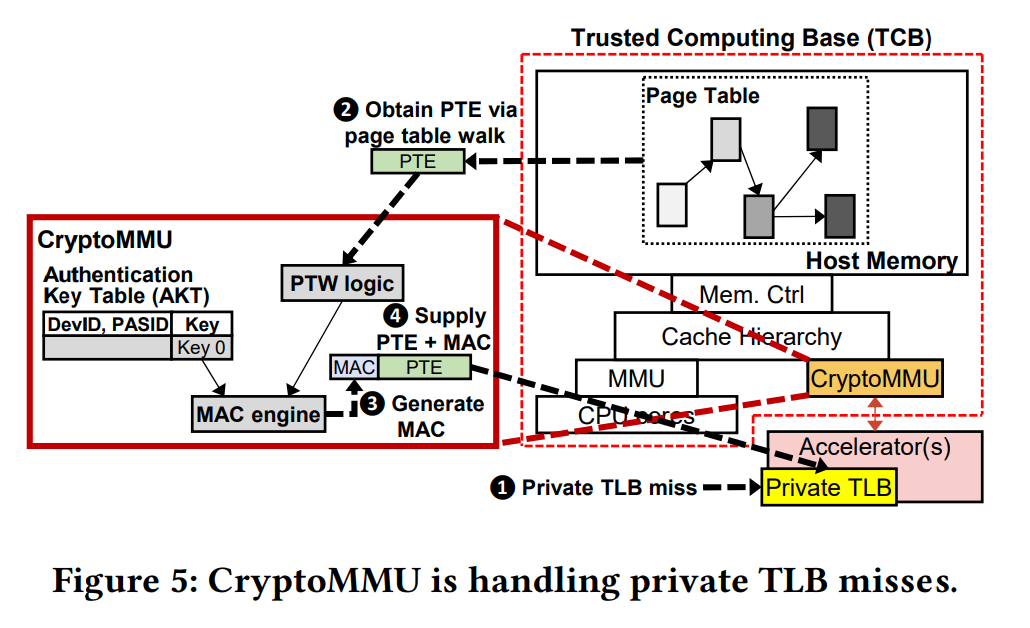 Trusted Computing Base (TCB)
❷ Obtain PTE via
page table walk
PTE
Page Table
Host Memory
CryptoMMU
Authentication
Key Table (AKT)
DevID, PASID Key
Key 0
PTW logic
❹ Supply
PTE + MAC
MAC PTE
MAC engine
❸ Generate
MAC
Mem. Ctrl
Cache Hierarchy
MMU
CryptoMMU
CPU cores
Accelerator(s)
❶ Private TLB miss
Private TLB
Figure 5: CryptoMMU is handling private TLB misses.